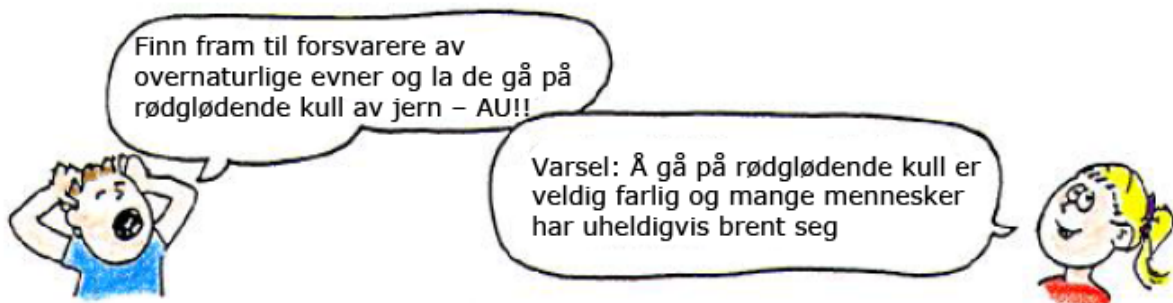 Finn fram til forsvarere av
overnaturlige evner og la de gå på
rødglødende kull av jern – AU!!
Varsel: Å gå på rødglødende kull er
veldig farlig og mange mennesker
har uheldigvis brent seg